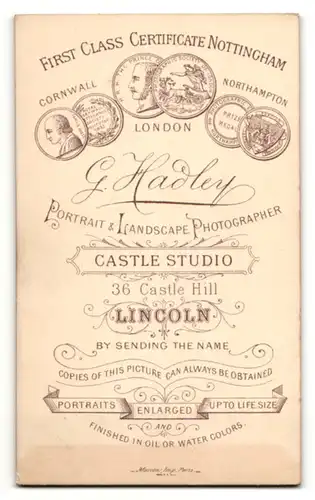 FIRST CLASS CERTIFICATE NOTTINGHAM
CORNWALL
NORTHAMPTON
LONDON
G. Hadley
PORTRAIT & LANDSCAPE PHOTOGRAPHER
CASTLE STUDIO
36 Castle Hill
LINCOLN.
BY SENDING THE NAME
COPIES OF THIS PICTURE CAN ALWAYS BE OBTAINED
PORTRAITS ENLARGED UP TO LIFE SIZE
AND
FINISHED IN OIL OR WATER COLORS.